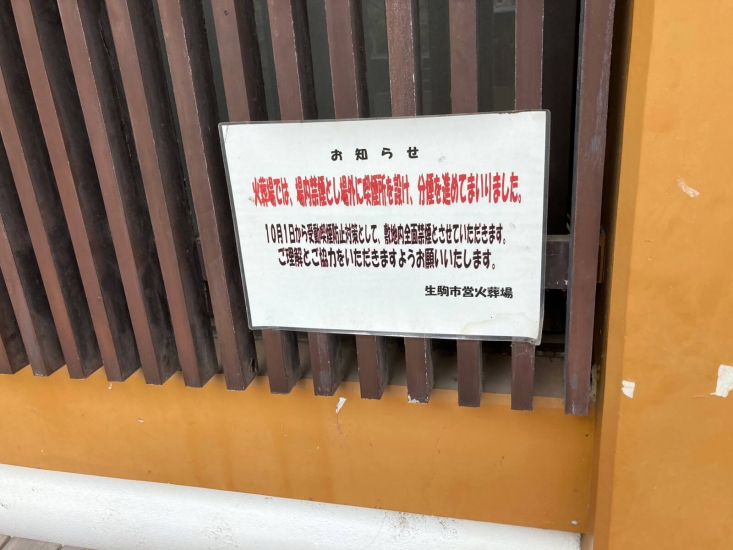 お知らせ
火葬場では、場内禁煙とし場外に喫煙所を設け、分煙を進めてまいりました。
10月1日から受動喫煙防止対策として、敷地内全面禁煙とさせていただきます。
ご理解とご協力をいただきますようお願いいたします。
生駒市営火葬場